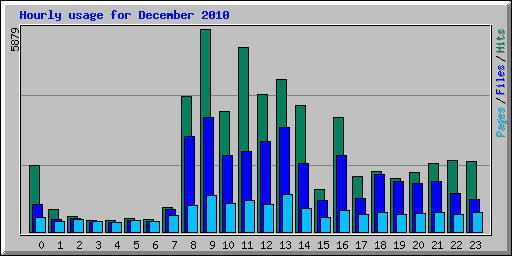 Hourly usage for December 2010
5879
Pages / Files / Hits
0 1 2 3 4 5 6 7 8 9 10 11 12 13 14 15 16 17 18 19 20 21 22 23